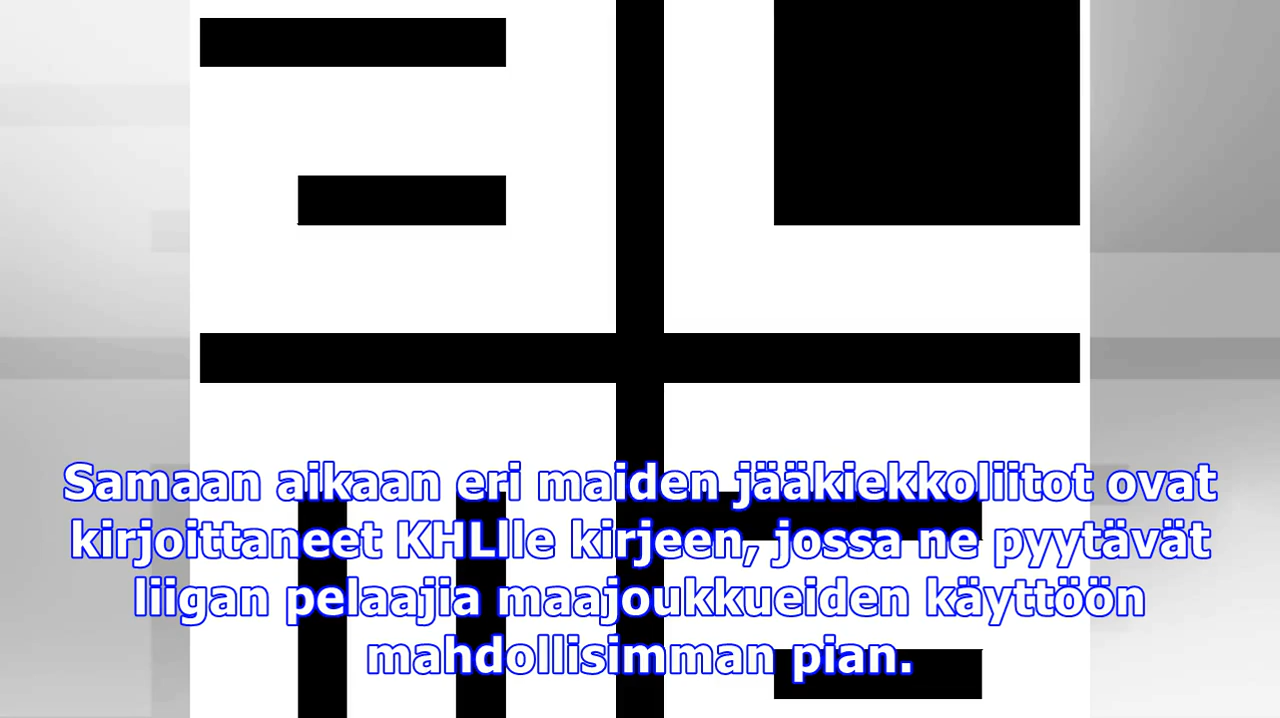 Samaan aikaan eri maiden jääkiekkoliitot ovat
kirjoittaneet KHLlle kirjeen, jossa ne pyytävät
liigan pelaajia maajoukkueiden käyttöön
mahdollisimman pian.